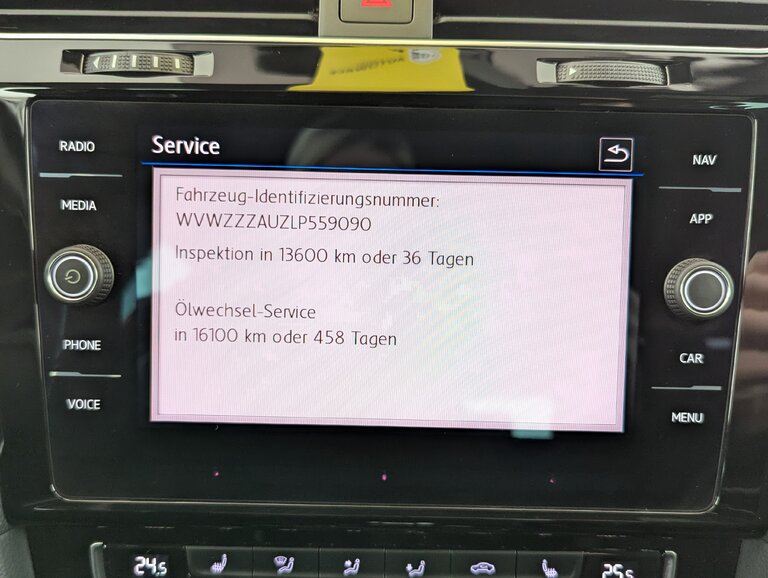 Service
RADIO
MEDIA
PHONE
VOICE
NAV
APP
CAR
MENU
Fahrzeug-Identifizierungsnummer:
WVWZZZAUZLP559090
Inspektion in 13600 km oder 36 Tagen
Ölwechsel-Service
in 16100 km oder 458 Tagen
24.5
25.5